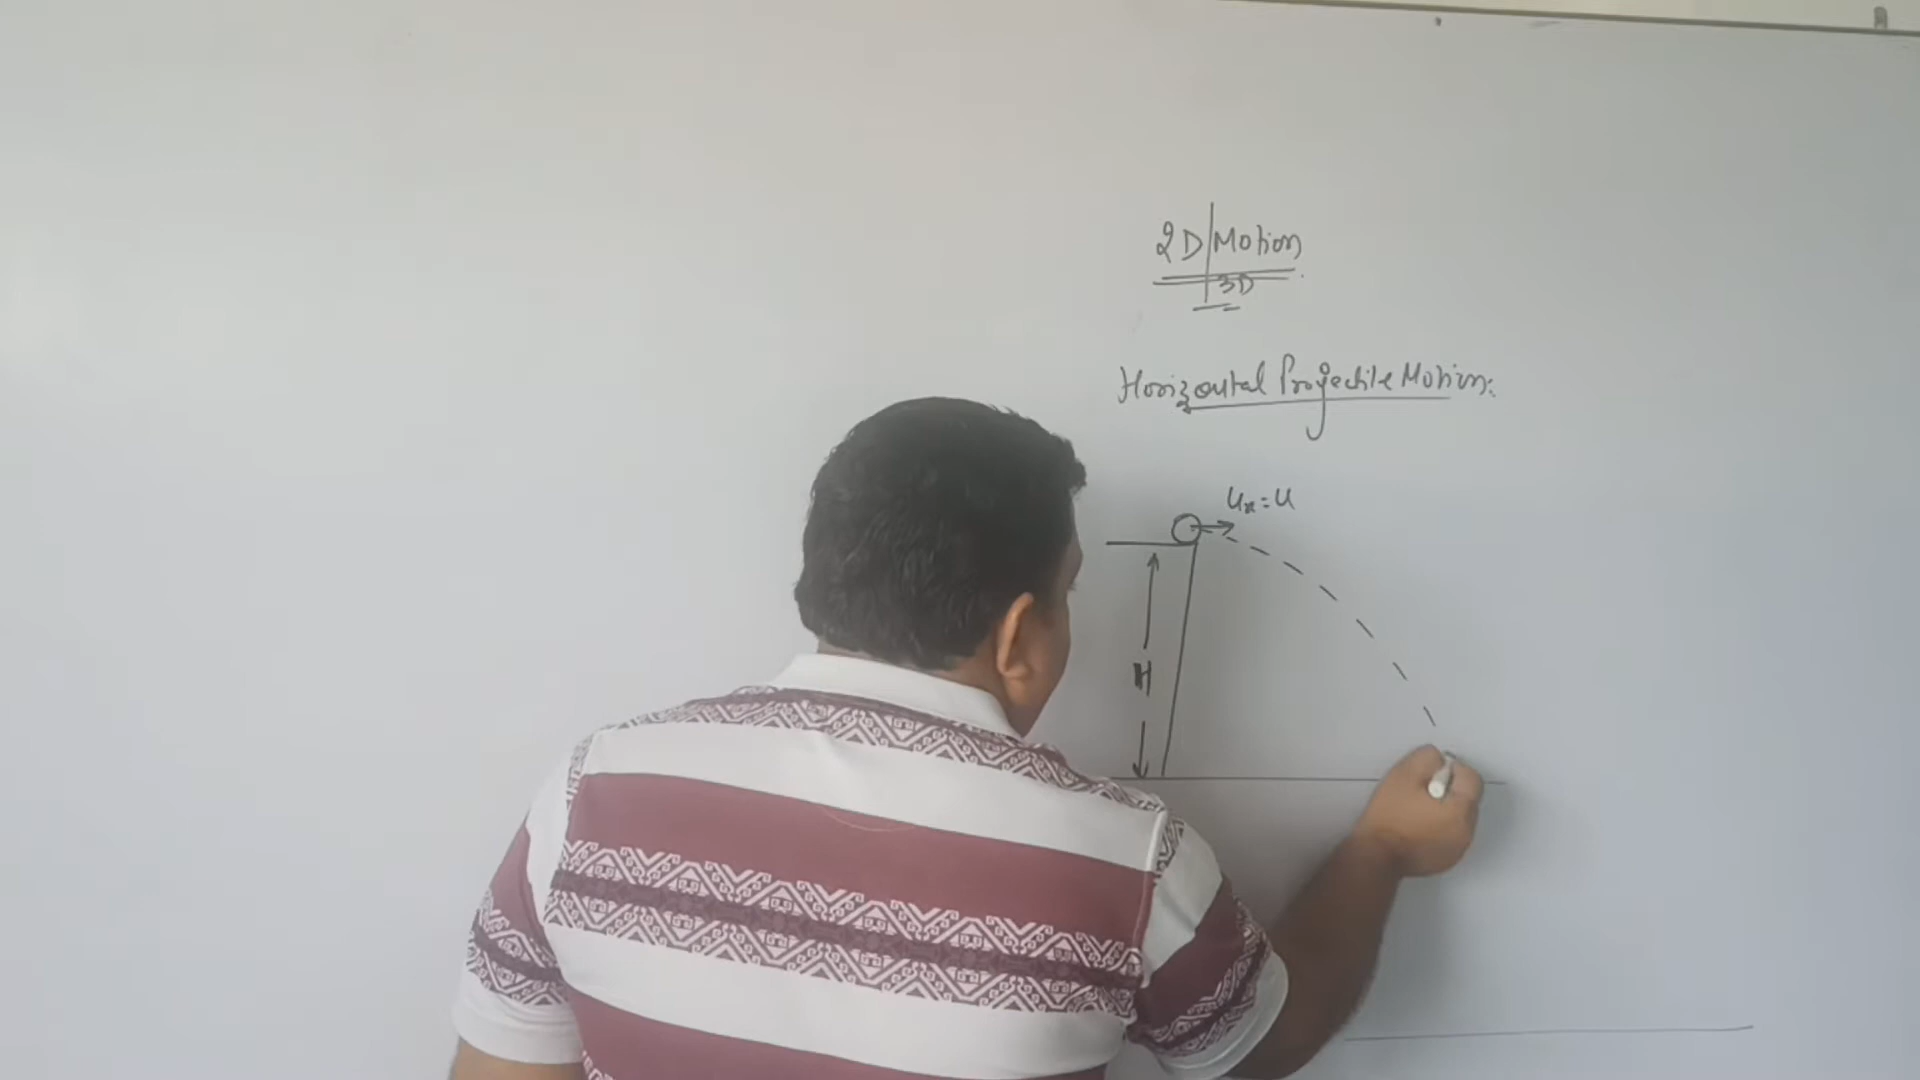 2D Motion
3D
Horizontal Projectile Motion:
Ux = U
H